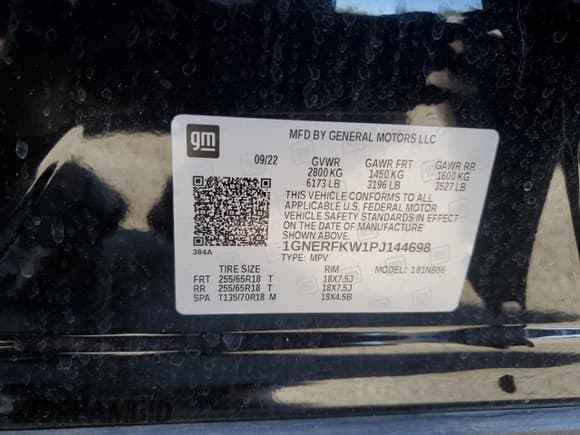 gm
MFD BY GENERAL MOTORS LLC
09/22 GVWR GAWR FRT GAWR RR
2800 KG 1450 KG 1600 KG
6173 LB 3196 LB 3527 LB
THIS VEHICLE CONFORMS TO ALL
APPLICABLE U.S. FEDERAL MOTOR
VEHICLE SAFETY STANDARDS IN EFFECT
ON THE DATE OF MANUFACTURE
SHOWN ABOVE.
384A
1GNERFKW1PJ144698
TYPE: MPV MODEL: 181NB56
TIRE SIZE RIM
FRT 255/65R18 T 18X7.5J
RR 255/65R18 T 18X7.5J
SPA T135/70R18 M 18X4.5B